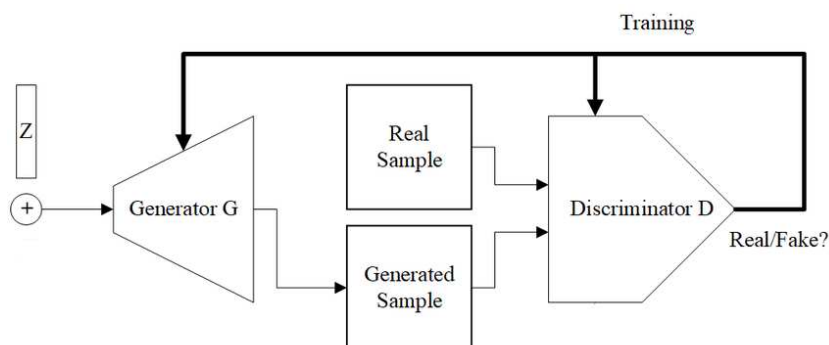 Training
Z
+
Generator G
Real
Sample
Generated
Sample
Discriminator D
Real/Fake?